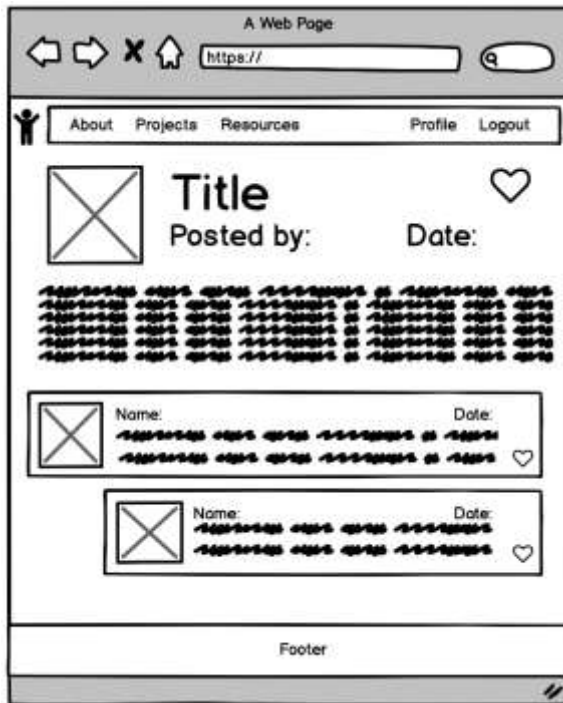 A Web Page
https://
About Projects Resources Profile Logout
Title
Posted by: Date:
Name: Date:
Name: Date:
Footer